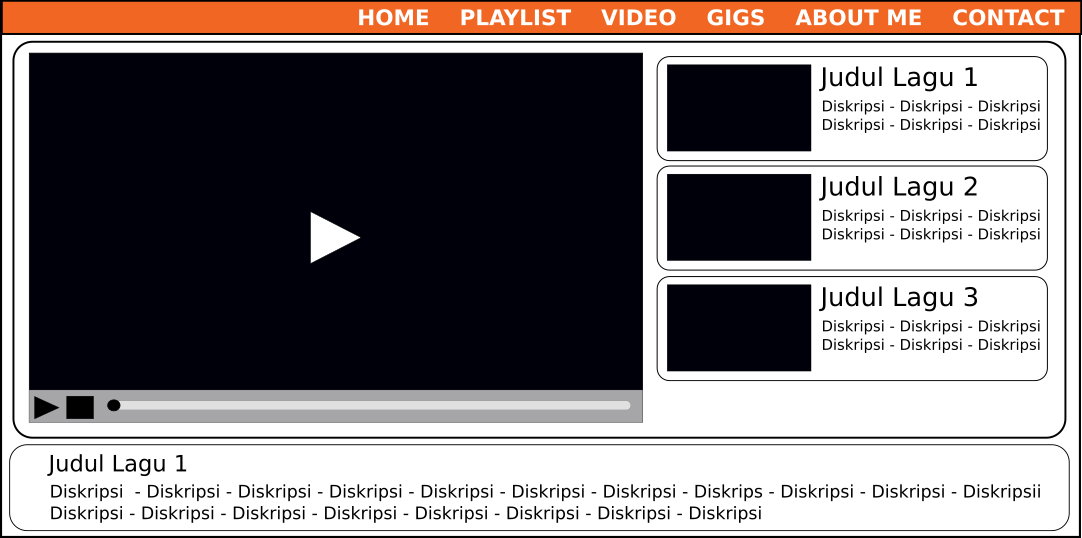 HOME PLAYLIST VIDEO GIGS ABOUT ME CONTACT
Judul Lagu 1
Diskripsi - Diskripsi - Diskripsi
Diskripsi - Diskripsi - Diskripsi
Judul Lagu 2
Diskripsi - Diskripsi - Diskripsi
Diskripsi - Diskripsi - Diskripsi
Judul Lagu 3
Diskripsi - Diskripsi - Diskripsi
Diskripsi - Diskripsi - Diskripsi
Judul Lagu 1
Diskripsi - Diskripsi - Diskripsi - Diskripsi - Diskripsi - Diskripsi - Diskripsi - Diskrips - Diskripsi - Diskripsi - Diskripsii
Diskripsi - Diskripsi - Diskripsi - Diskripsi - Diskripsi - Diskripsi - Diskripsi - Diskripsi